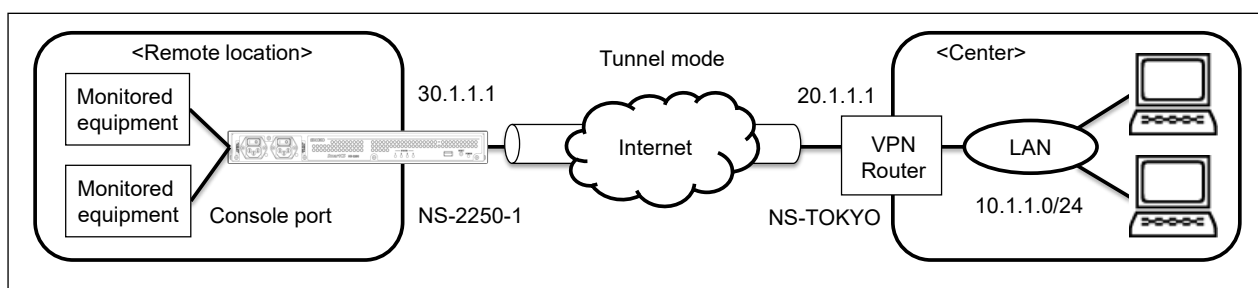 <Remote location>
Monitored
equipment
Monitored
equipment
Console port
30.1.1.1
NS-2250-1
Tunnel mode
Internet
20.1.1.1
VPN
Router
NS-TOKYO
<Center>
LAN
10.1.1.0/24